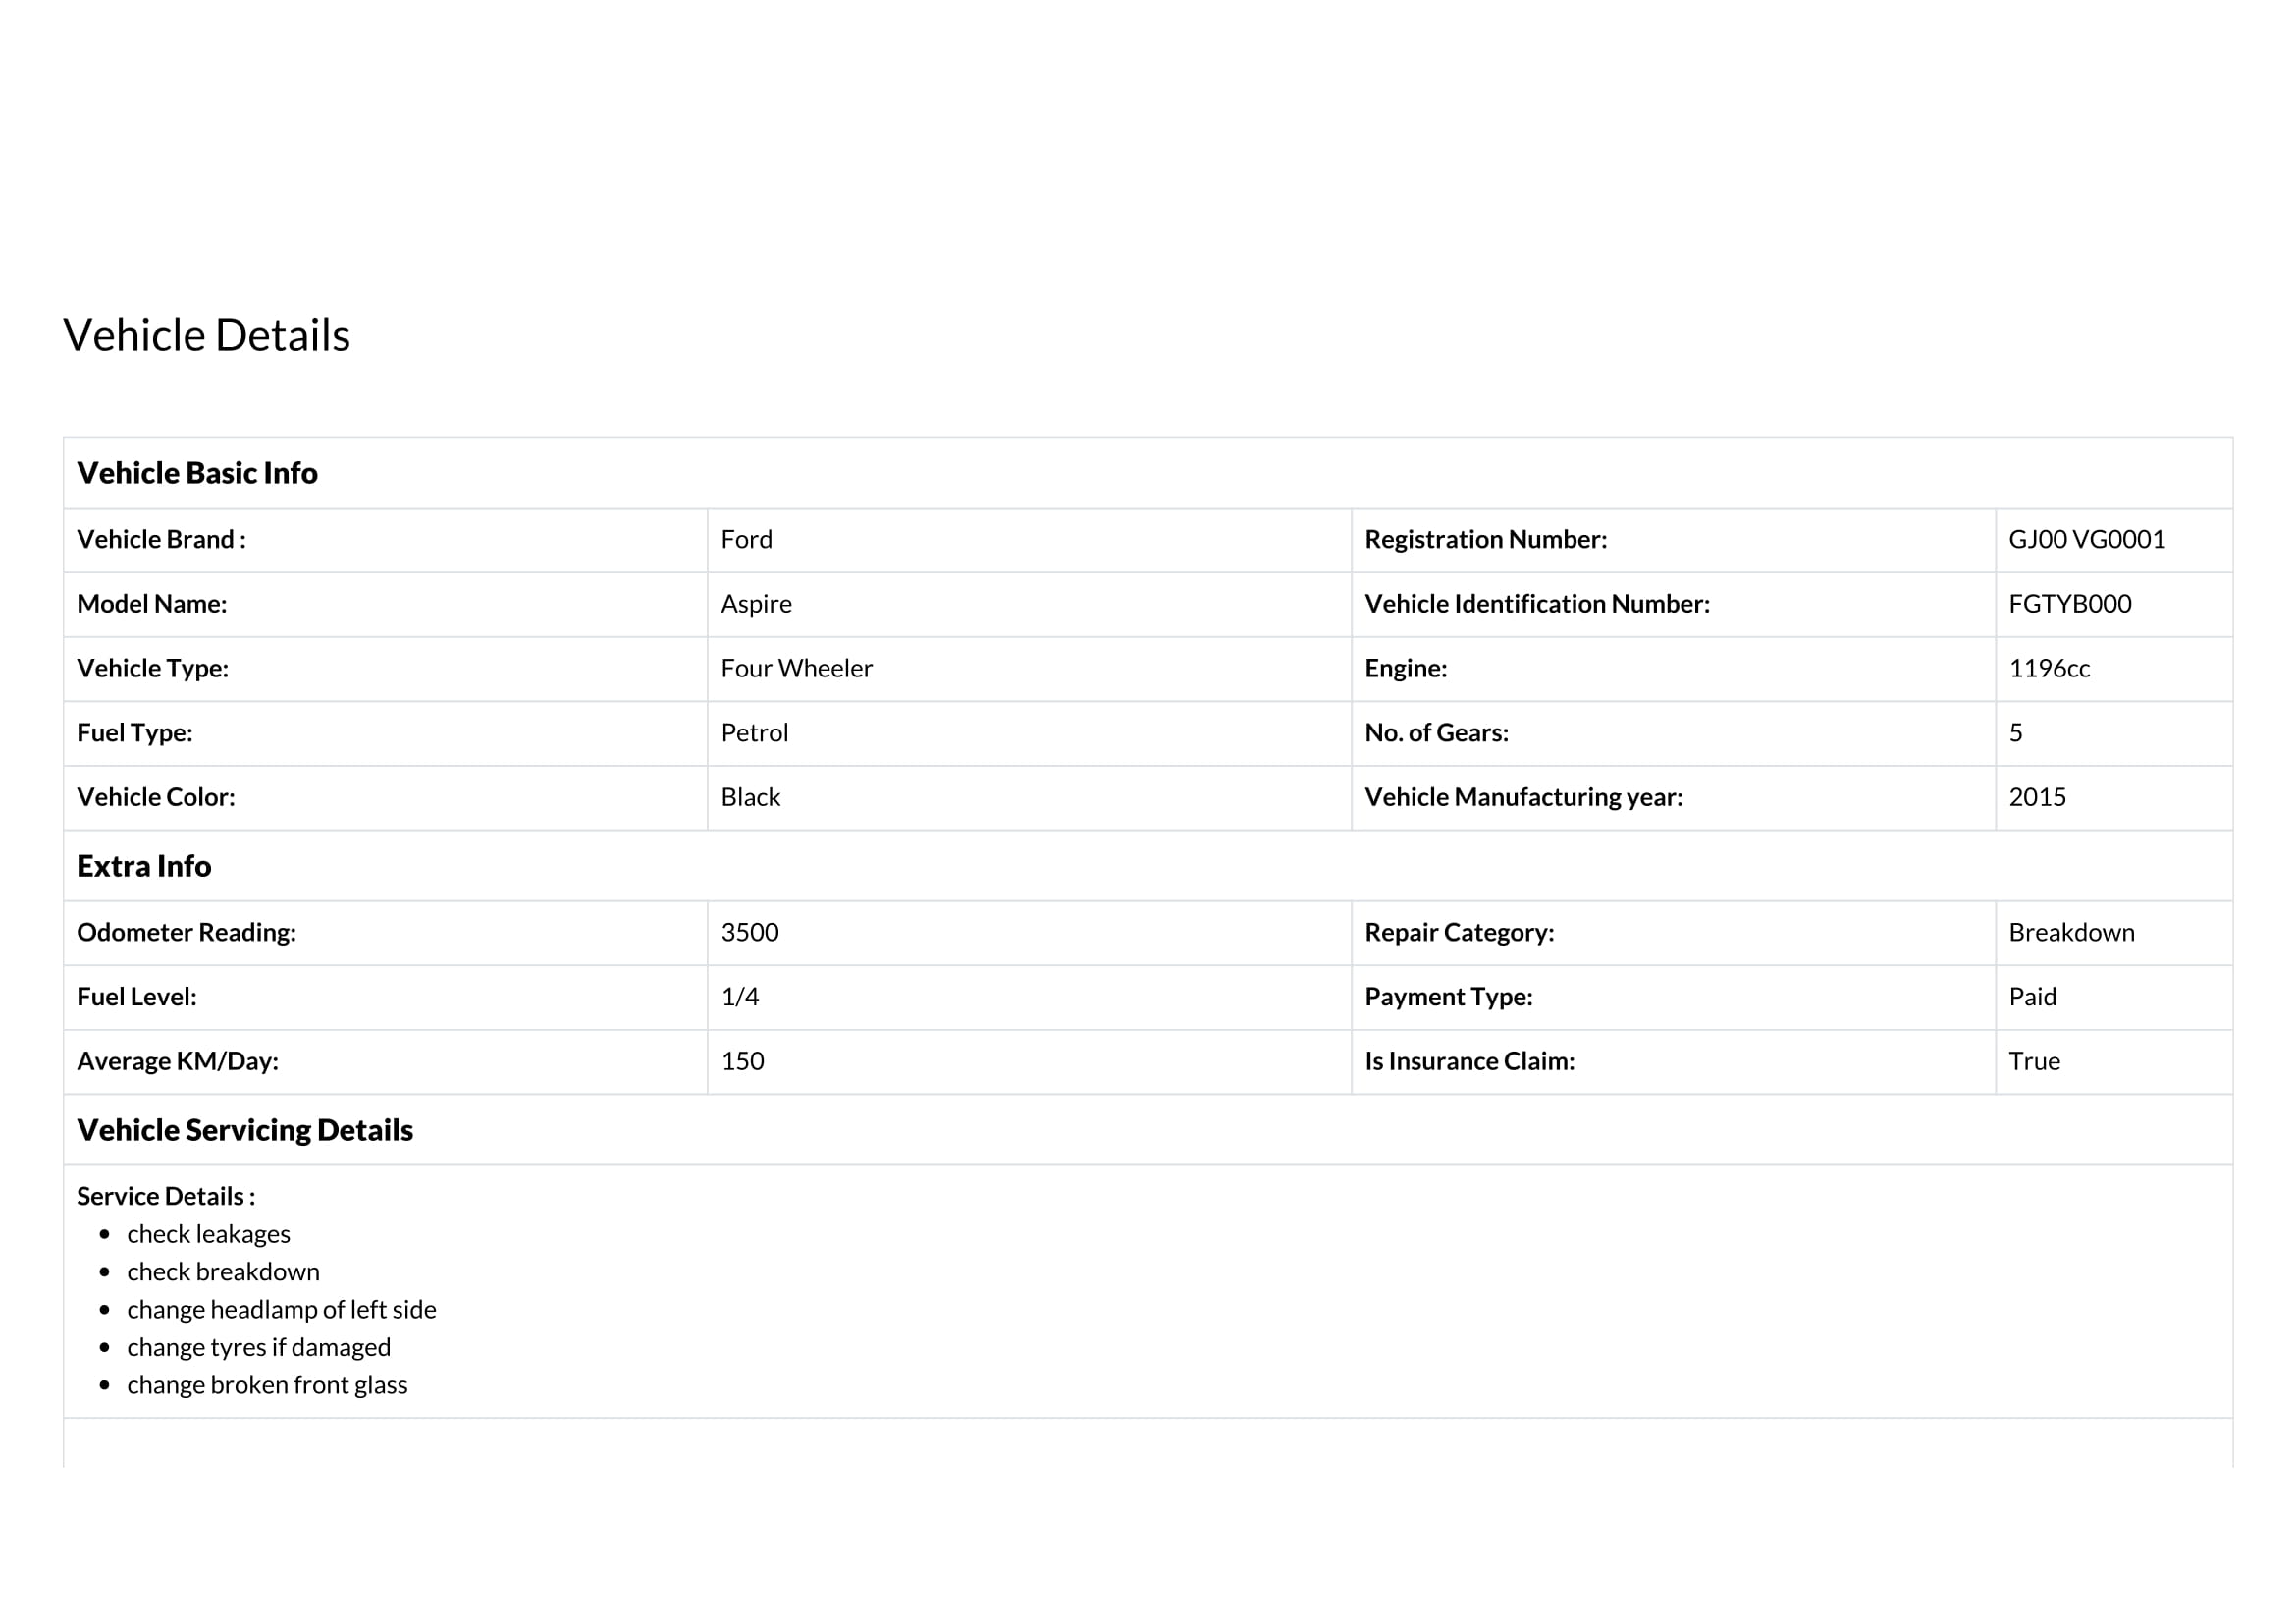 Vehicle Details
Vehicle Basic Info
Vehicle Brand : Ford Registration Number: GJ00 VG0001
Model Name: Aspire Vehicle Identification Number: FGTYB000
Vehicle Type: Four Wheeler Engine: 1196cc
Fuel Type: Petrol No. of Gears: 5
Vehicle Color: Black Vehicle Manufacturing year: 2015
Extra Info
Odometer Reading: 3500 Repair Category: Breakdown
Fuel Level: 1/4 Payment Type: Paid
Average KM/Day: 150 Is Insurance Claim: True
Vehicle Servicing Details
Service Details :
• check leakages
• check breakdown
• change headlamp of left side
• change tyres if damaged
• change broken front glass